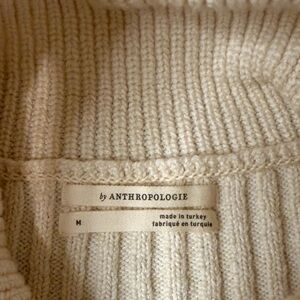 by ANTHROPOLOGIE
M
made in turkey
fabriqué en turquie